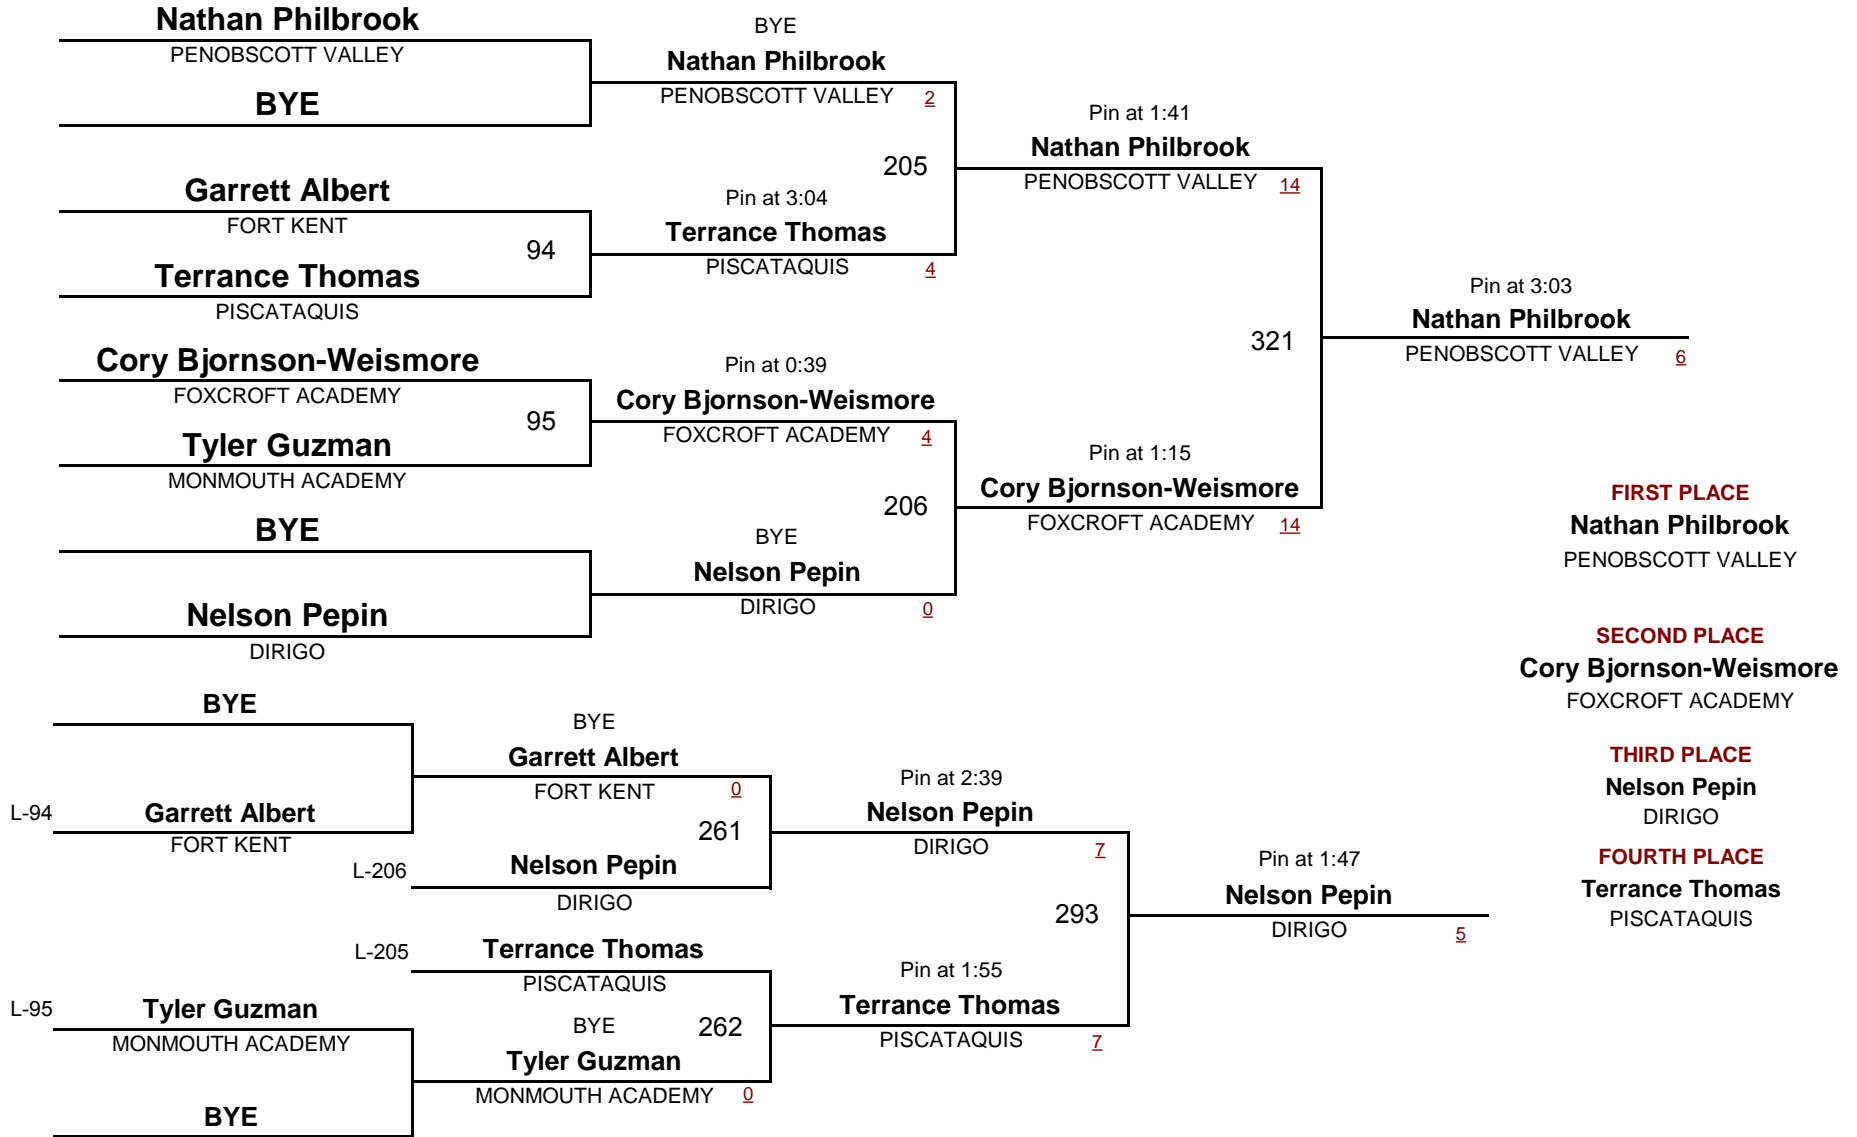 Nathan Philbrook
PENOBSCOTT VALLEY
BYE
Garrett Albert
FORT KENT
94
Terrance Thomas
PISCATAQUIS
Cory Bjornson-Weismore
FOXCROFT ACADEMY
95
Tyler Guzman
MONMOUTH ACADEMY
BYE
Nelson Pepin
DIRIGO
BYE
Nathan Philbrook
PENOBSCOTT VALLEY 2
205
Pin at 3:04
Terrance Thomas
PISCATAQUIS 4
Pin at 0:39
Cory Bjornson-Weismore
FOXCROFT ACADEMY 4
206
BYE
Nelson Pepin
DIRIGO 0
Pin at 1:41
Nathan Philbrook
PENOBSCOTT VALLEY 14
321
Pin at 1:15
Cory Bjornson-Weismore
FOXCROFT ACADEMY 14
Pin at 3:03
Nathan Philbrook
PENOBSCOTT VALLEY 6
BYE
L-94 Garrett Albert
FORT KENT
L-95 Tyler Guzman
MONMOUTH ACADEMY
BYE
BYE
Garrett Albert
FORT KENT 0
261
L-206 Nelson Pepin
DIRIGO
L-205 Terrance Thomas
PISCATAQUIS
BYE 262
Tyler Guzman
MONMOUTH ACADEMY 0
Pin at 2:39
Nelson Pepin
DIRIGO 7
293
Pin at 1:55
Terrance Thomas
PISCATAQUIS 7
Pin at 1:47
Nelson Pepin
DIRIGO 5
FIRST PLACE
Nathan Philbrook
PENOBSCOTT VALLEY
SECOND PLACE
Cory Bjornson-Weismore
FOXCROFT ACADEMY
THIRD PLACE
Nelson Pepin
DIRIGO
FOURTH PLACE
Terrance Thomas
PISCATAQUIS